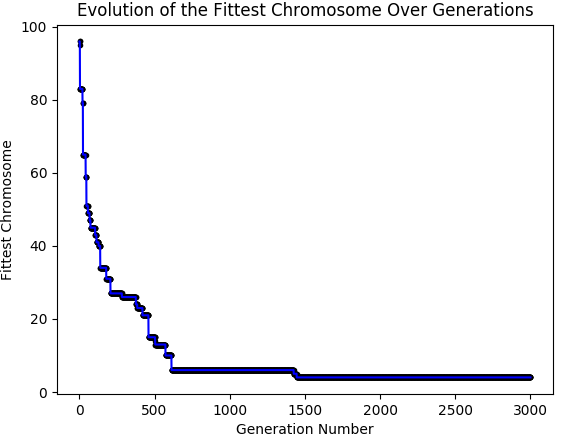 Evolution of the Fittest Chromosome Over Generations
100
80
60
40
20
0
Fittest Chromosome
0 500 1000 1500 2000 2500 3000
Generation Number